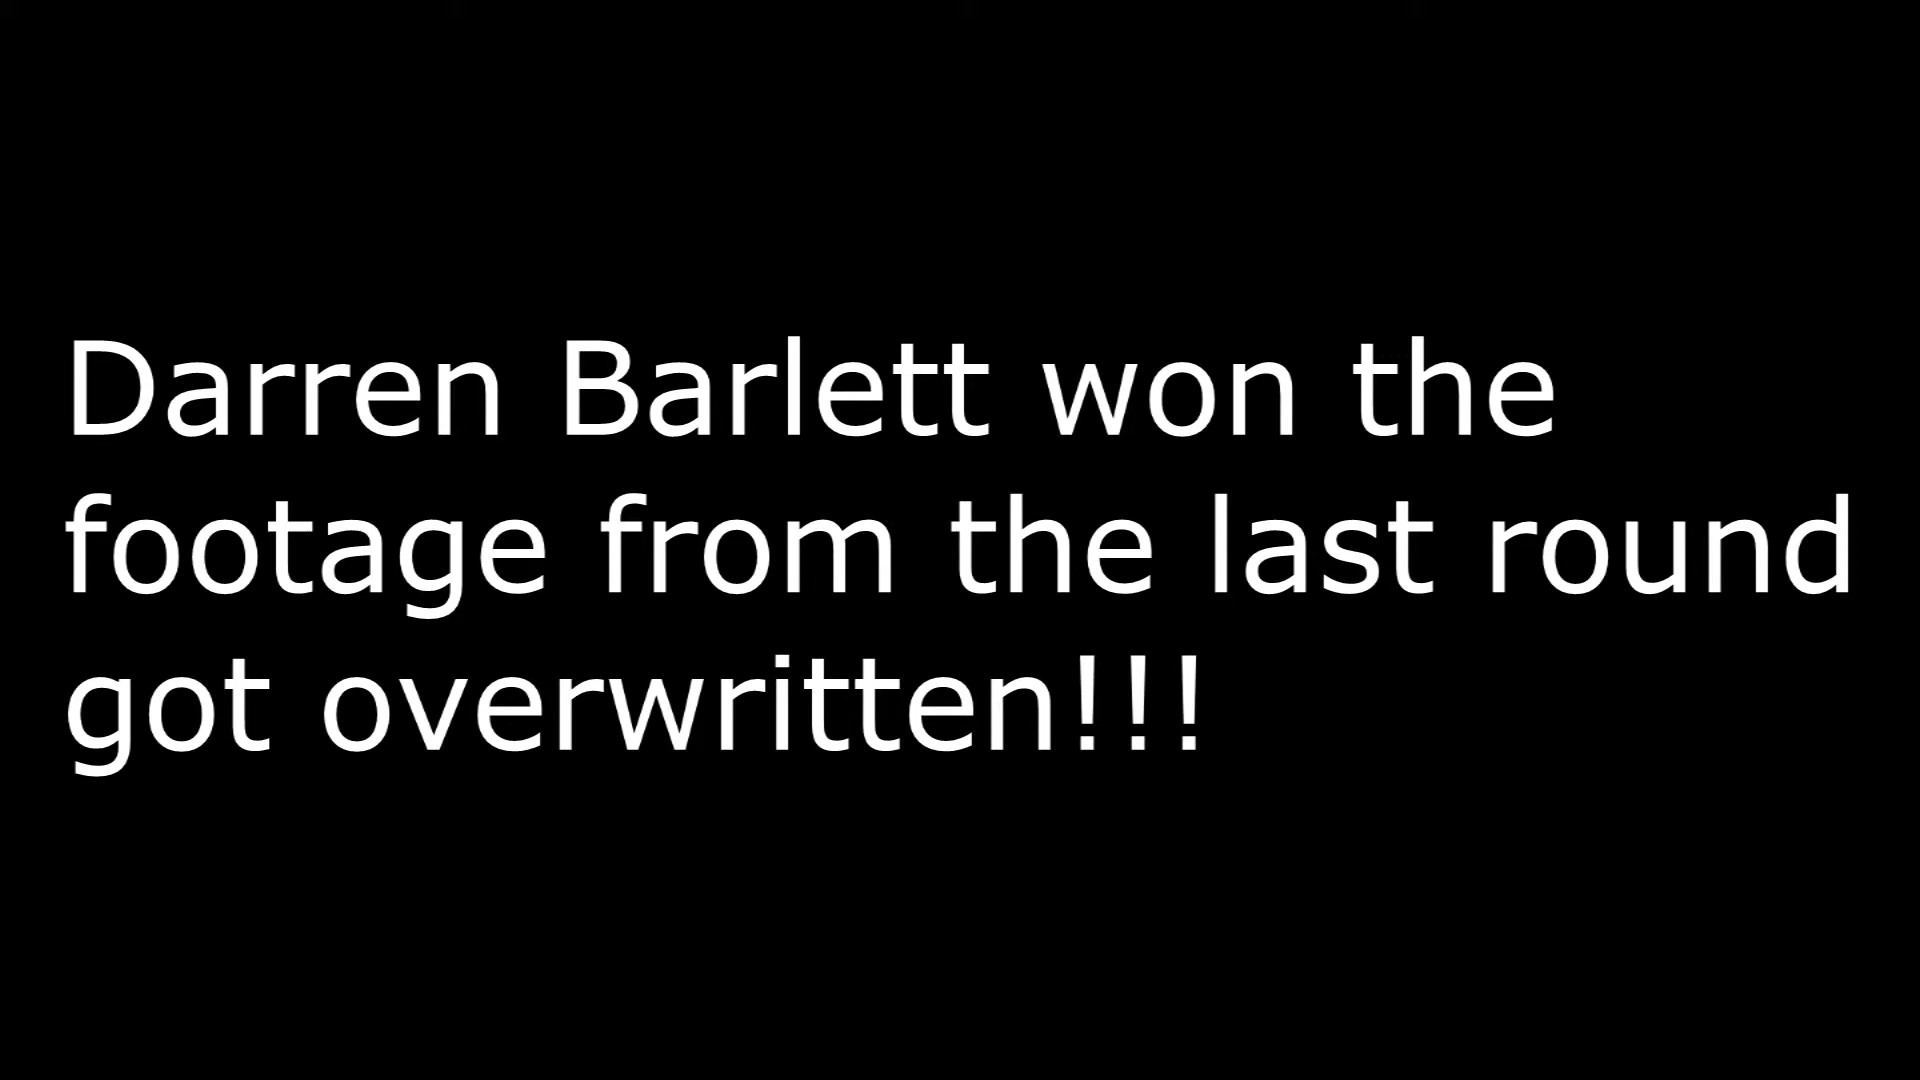 Darren Barlett won the
footage from the last round
got overwritten!!!